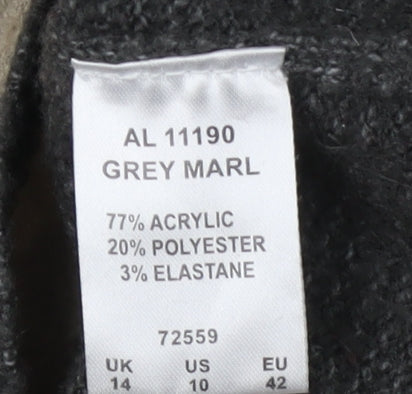 AL 11190
GREY MARL
77% ACRYLIC
20% POLYESTER
3% ELASTANE
72559
UK US EU
14 10 42